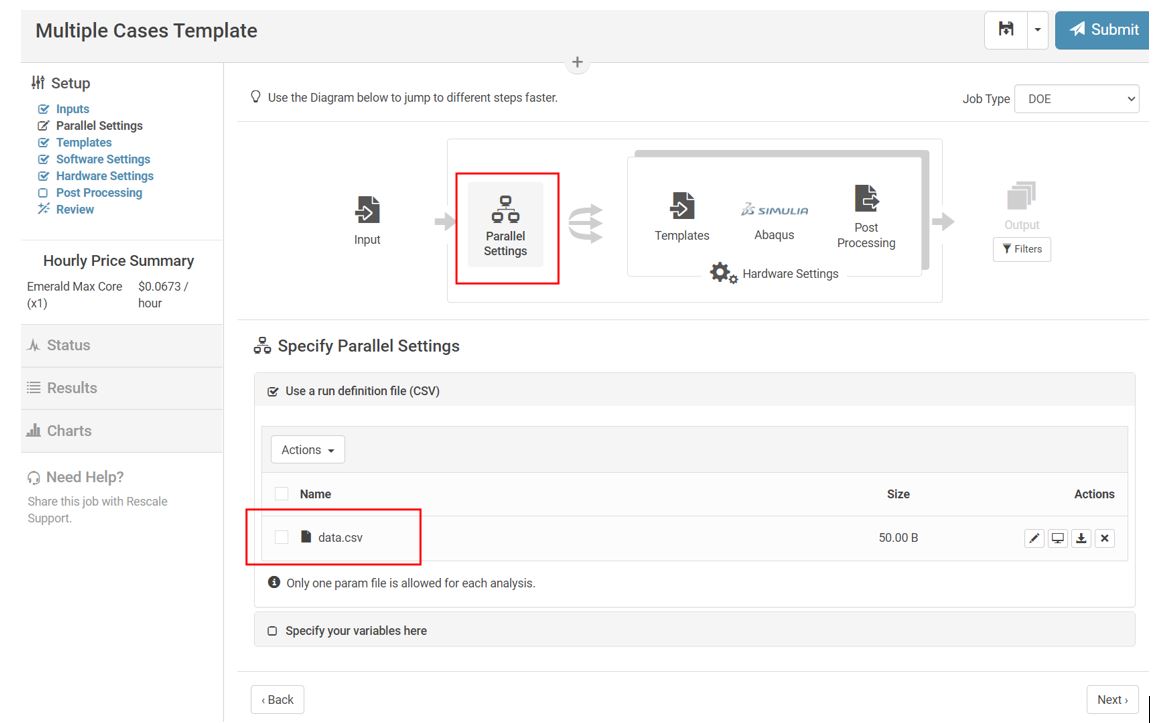 Multiple Cases Template
Submit
Setup
Inputs
Parallel Settings
Templates
Software Settings
Hardware Settings
Post Processing
Review
Hourly Price Summary
Emerald Max Core $0.0673 /
(x1) hour
Status
Results
Charts
Need Help?
Share this job with Rescale
Support.
Use the Diagram below to jump to different steps faster.
Job Type DOE
Input
Parallel
Settings
Templates
SIMULIA
Abaqus
Post
Processing
Hardware Settings
Output
Filters
Specify Parallel Settings
Use a run definition file (CSV)
Actions
Name Size Actions
data.csv 50.00 B
Only one param file is allowed for each analysis.
Specify your variables here
‹ Back
Next ›